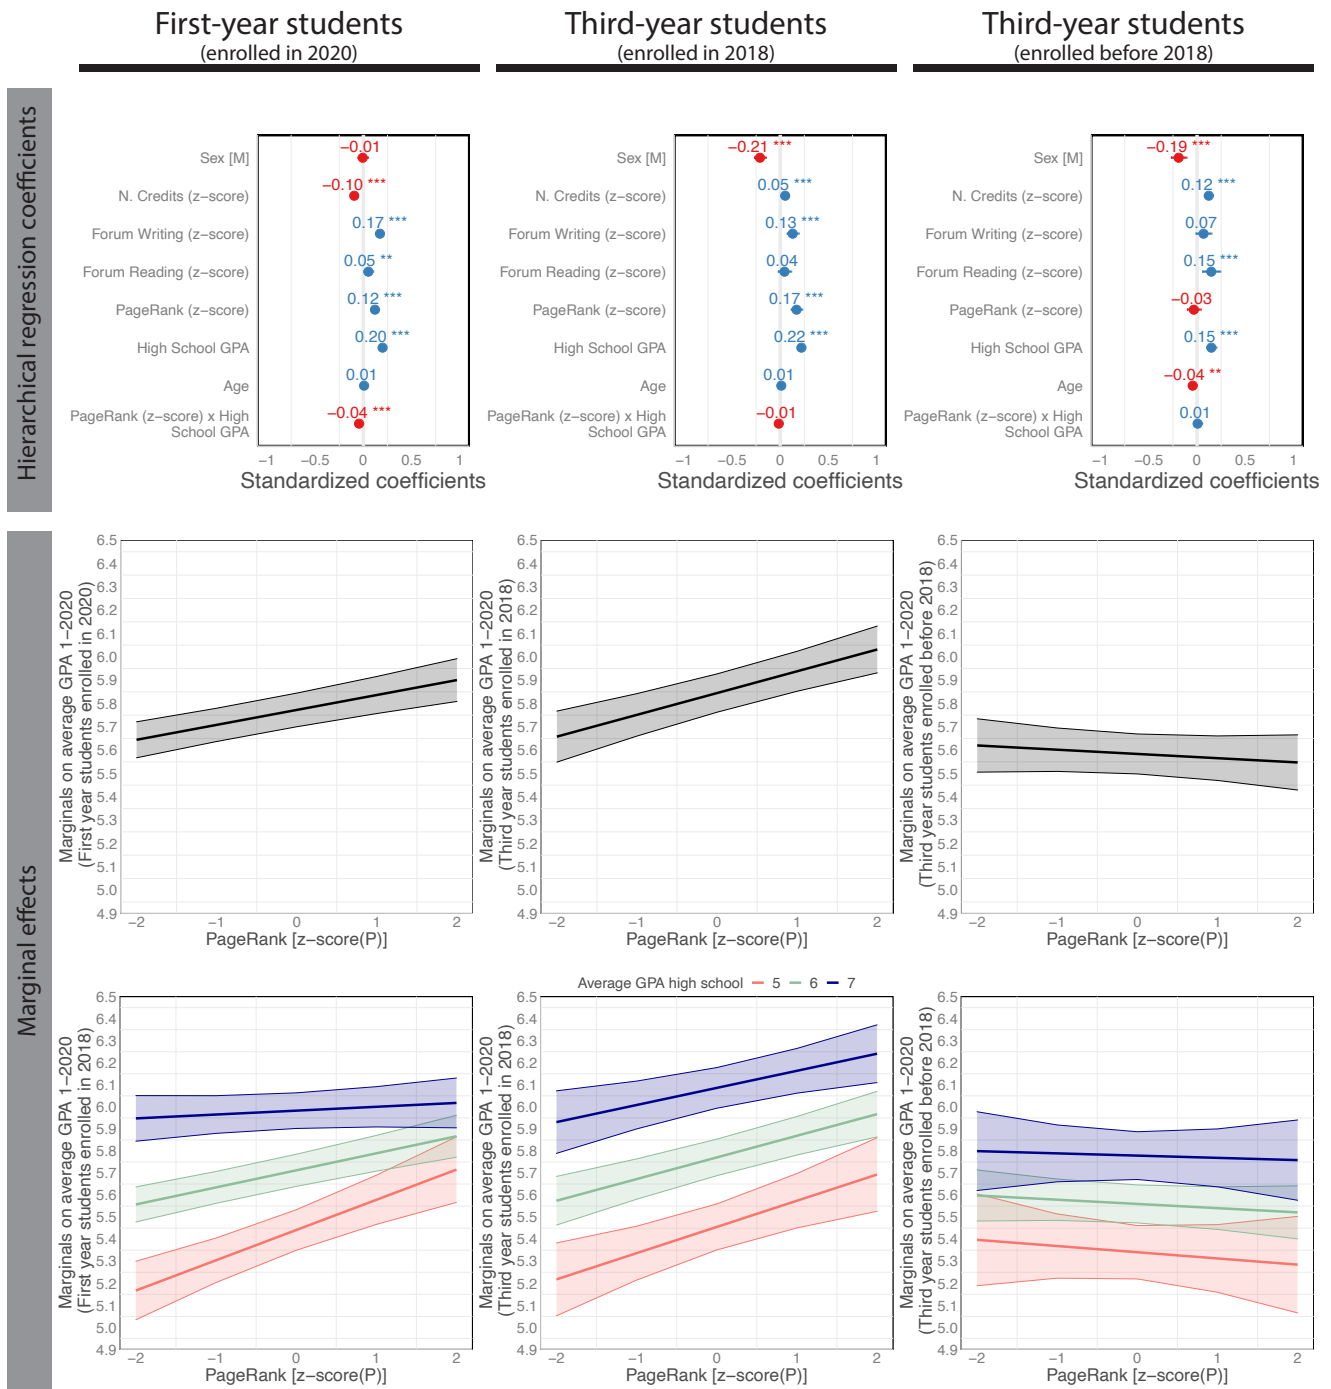 First-year students
(enrolled in 2020)
Third-year students
(enrolled in 2018)
Third-year students
(enrolled before 2018)
Hierarchical regression coefficients
Sex [M]
N. Credits (z−score)
Forum Writing (z−score)
Forum Reading (z−score)
PageRank (z−score)
High School GPA
Age
PageRank (z−score) x High
School GPA
−0.01
−0.10 ***
0.17 ***
0.05 **
0.12 ***
0.20 ***
0.01
−0.04 ***
−1 −0.5 0 0.5 1
Standardized coefficients
Sex [M]
N. Credits (z−score)
Forum Writing (z−score)
Forum Reading (z−score)
PageRank (z−score)
High School GPA
Age
PageRank (z−score) x High
School GPA
−0.21 ***
0.05 ***
0.13 ***
0.04
0.17 ***
0.22 ***
0.01
−0.01
−1 −0.5 0 0.5 1
Standardized coefficients
Sex [M]
N. Credits (z−score)
Forum Writing (z−score)
Forum Reading (z−score)
PageRank (z−score)
High School GPA
Age
PageRank (z−score) x High
School GPA
−0.19 ***
0.12 ***
0.07
0.15 ***
−0.03
0.15 ***
−0.04 **
0.01
−1 −0.5 0 0.5 1
Standardized coefficients
Marginal effects
Marginals on average GPA 1−2020
(First year students enrolled in 2020)
6.5
6.4
6.3
6.2
6.1
6.0
5.9
5.8
5.7
5.6
5.5
5.4
5.3
5.2
5.1
5.0
4.9
−2 −1 0 1 2
PageRank [z−score(P)]
Marginals on average GPA 1−2020
(Third year students enrolled in 2018)
6.5
6.4
6.3
6.2
6.1
6.0
5.9
5.8
5.7
5.6
5.5
5.4
5.3
5.2
5.1
5.0
4.9
−2 −1 0 1 2
PageRank [z−score(P)]
Marginals on average GPA 1−2020
(Third year students enrolled before 2018)
6.5
6.4
6.3
6.2
6.1
6.0
5.9
5.8
5.7
5.6
5.5
5.4
5.3
5.2
5.1
5.0
4.9
−2 −1 0 1 2
PageRank [z−score(P)]
Average GPA high school 5 6 7
Marginals on average GPA 1−2020
(First year students enrolled in 2018)
6.5
6.4
6.3
6.2
6.1
6.0
5.9
5.8
5.7
5.6
5.5
5.4
5.3
5.2
5.1
5.0
4.9
−2 −1 0 1 2
PageRank [z−score(P)]
Marginals on average GPA 1−2020
(Third year students enrolled in 2018)
6.5
6.4
6.3
6.2
6.1
6.0
5.9
5.8
5.7
5.6
5.5
5.4
5.3
5.2
5.1
5.0
4.9
−2 −1 0 1 2
PageRank [z−score(P)]
Marginals on average GPA 1−2020
(Third year students enrolled before 2018)
6.5
6.4
6.3
6.2
6.1
6.0
5.9
5.8
5.7
5.6
5.5
5.4
5.3
5.2
5.1
5.0
4.9
−2 −1 0 1 2
PageRank [z−score(P)]